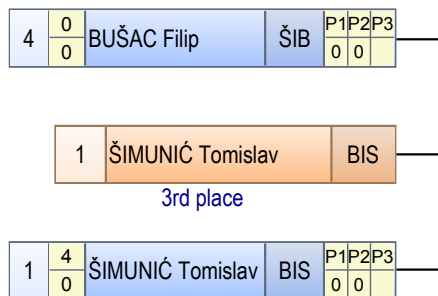 4 0 0 BUŠAC Filip ŠIB P1 P2 P3 0 0
1 ŠIMUNIĆ Tomislav BIS
3rd place
1 4 0 ŠIMUNIĆ Tomislav BIS P1 P2 P3 0 0